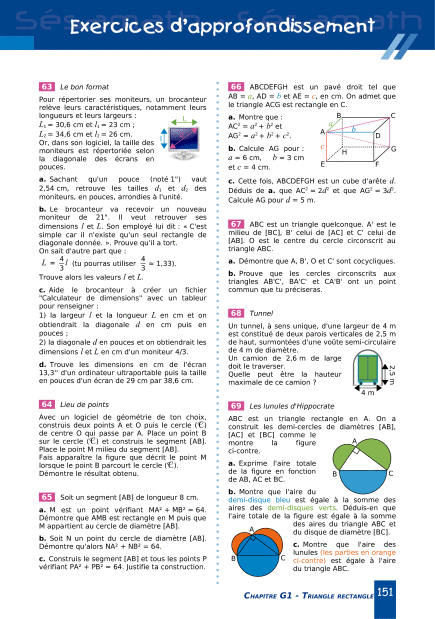 Sésamath Sésamath Sésamath
Exercices d'approfondissement
63 Le bon format
Pour répertorier ses moniteurs, un brocanteur
relève leurs caractéristiques, notamment leurs
longueurs et leurs largeurs :
L₁ = 30,6 cm et l₁ = 23 cm ;
L₂ = 34,6 cm et l₂ = 26 cm.
Or, dans son logiciel, la taille des
moniteurs est répertoriée selon
la diagonale des écrans en
pouces.
L
l
a. Sachant qu'un pouce (noté 1") vaut
2,54 cm, retrouve les tailles d₁ et d₂ des
moniteurs, en pouces, arrondies à l'unité.
b. Le brocanteur va recevoir un nouveau
moniteur de 21". Il veut retrouver ses
dimensions l et L. Son employé lui dit : « C'est
simple car il n'existe qu'un seul rectangle de
diagonale donnée. ». Prouve qu'il a tort.
On sait d'autre part que :
L = 4/3 l (tu pourras utiliser 4/3 ≃ 1,33).
Trouve alors les valeurs l et L.
c. Aide le brocanteur à créer un fichier
"Calculateur de dimensions" avec un tableur
pour renseigner :
1) la largeur l et la longueur L en cm et on
obtiendrait la diagonale d en cm puis en
pouces ;
2) la diagonale d en pouces et on obtiendrait les
dimensions l et L en cm d'un moniteur 4/3.
d. Trouve les dimensions en cm de l'écran
13,3" d'un ordinateur ultraportable puis la taille
en pouces d'un écran de 29 cm par 38,6 cm.
64 Lieu de points
Avec un logiciel de géométrie de ton choix,
construis deux points A et O puis le cercle (𝒞)
de centre O qui passe par A. Place un point B
sur le cercle (𝒞) et construis le segment [AB].
Place le point M milieu du segment [AB].
Fais apparaître la figure que décrit le point M
lorsque le point B parcourt le cercle (𝒞).
Démontre le résultat obtenu.
65 Soit un segment [AB] de longueur 8 cm.
a. M est un point vérifiant MA² + MB² = 64.
Démontre que AMB est rectangle en M puis que
M appartient au cercle de diamètre [AB].
b. Soit N un point du cercle de diamètre [AB].
Démontre qu'alors NA² + NB² = 64.
c. Construis le segment [AB] et tous les points P
vérifiant PA² + PB² = 64. Justifie ta construction.
66 ABCDEFGH est un pavé droit tel que
AB = a, AD = b et AE = c, en cm. On admet que
le triangle ACG est rectangle en C.
a. Montre que :
AC² = a² + b² et
AG² = a² + b² + c².
b. Calcule AG pour :
a = 6 cm, b = 3 cm
et c = 4 cm.
B
C
a
A
b
D
c
H
G
E
F
c. Cette fois, ABCDEFGH est un cube d'arête d.
Déduis de a. que AC² = 2d² et que AG² = 3d².
Calcule AG pour d = 5 m.
67 ABC est un triangle quelconque. A' est le
milieu de [BC], B' celui de [AC] et C' celui de
[AB]. O est le centre du cercle circonscrit au
triangle ABC.
a. Démontre que A, B', O et C' sont cocycliques.
b. Prouve que les cercles circonscrits aux
triangles AB'C', BA'C' et CA'B' ont un point
commun que tu préciseras.
68 Tunnel
Un tunnel, à sens unique, d'une largeur de 4 m
est constitué de deux parois verticales de 2,5 m
de haut, surmontées d'une voûte semi-circulaire
de 4 m de diamètre.
Un camion de 2,6 m de large
doit le traverser.
Quelle peut être la hauteur
maximale de ce camion ?
2,5 m
4 m
69 Les lunules d'Hippocrate
ABC est un triangle rectangle en A. On a
construit les demi-cercles de diamètres [AB],
[AC] et [BC] comme le
montre la figure
ci-contre.
a. Exprime l'aire totale
de la figure en fonction
de AB, AC et BC.
A
B
C
b. Montre que l'aire du
demi-disque bleu est égale à la somme des
aires des demi-disques verts. Déduis-en que
l'aire totale de la figure est égale à la somme
des aires du triangle ABC et
du disque de diamètre [BC].
c. Montre que l'aire des
lunules (les parties en orange
ci-contre) est égale à l'aire
du triangle ABC.
A
B
C
CHAPITRE G1 - TRIANGLE RECTANGLE 151